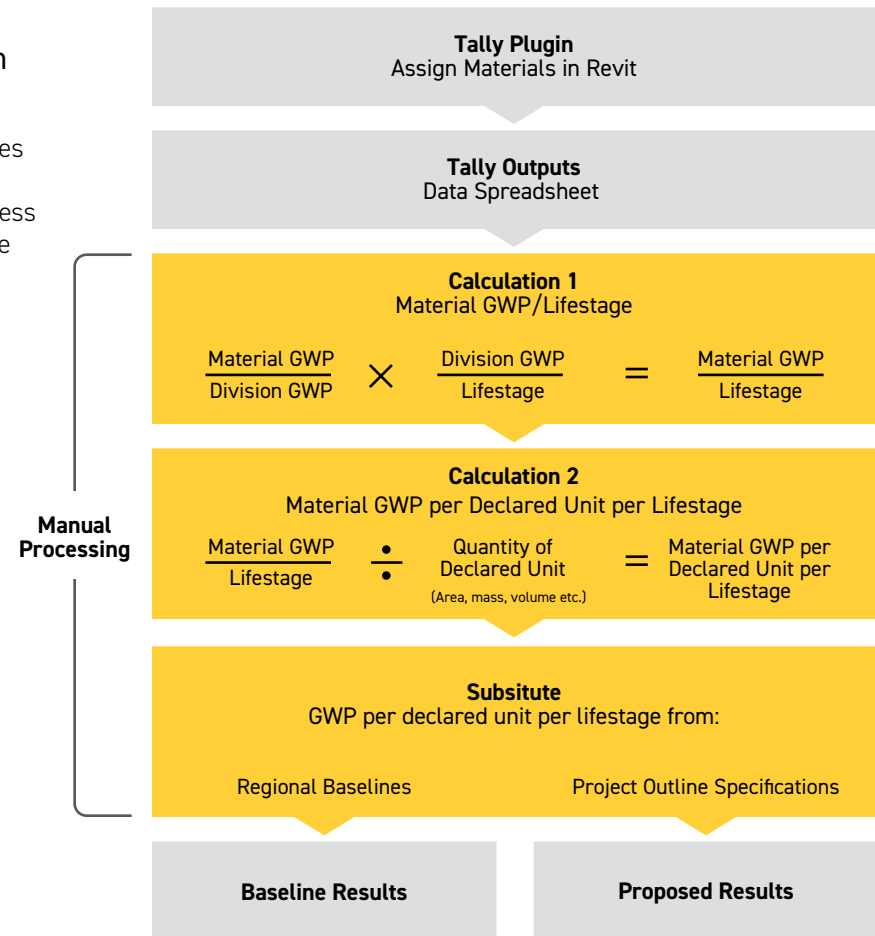 Tally Plugin
Assign Materials in Revit
Tally Outputs
Data Spreadsheet
Manual
Processing
Calculation 1
Material GWP/Lifestage
Material GWP
Division GWP
×
Division GWP
Lifestage
=
Material GWP
Lifestage
Calculation 2
Material GWP per Declared Unit per Lifestage
Material GWP
Lifestage
÷
Quantity of
Declared Unit
(Area, mass, volume etc.)
=
Material GWP per
Declared Unit per
Lifestage
Subsitute
GWP per declared unit per lifestage from:
Regional Baselines
Project Outline Specifications
Baseline Results
Proposed Results